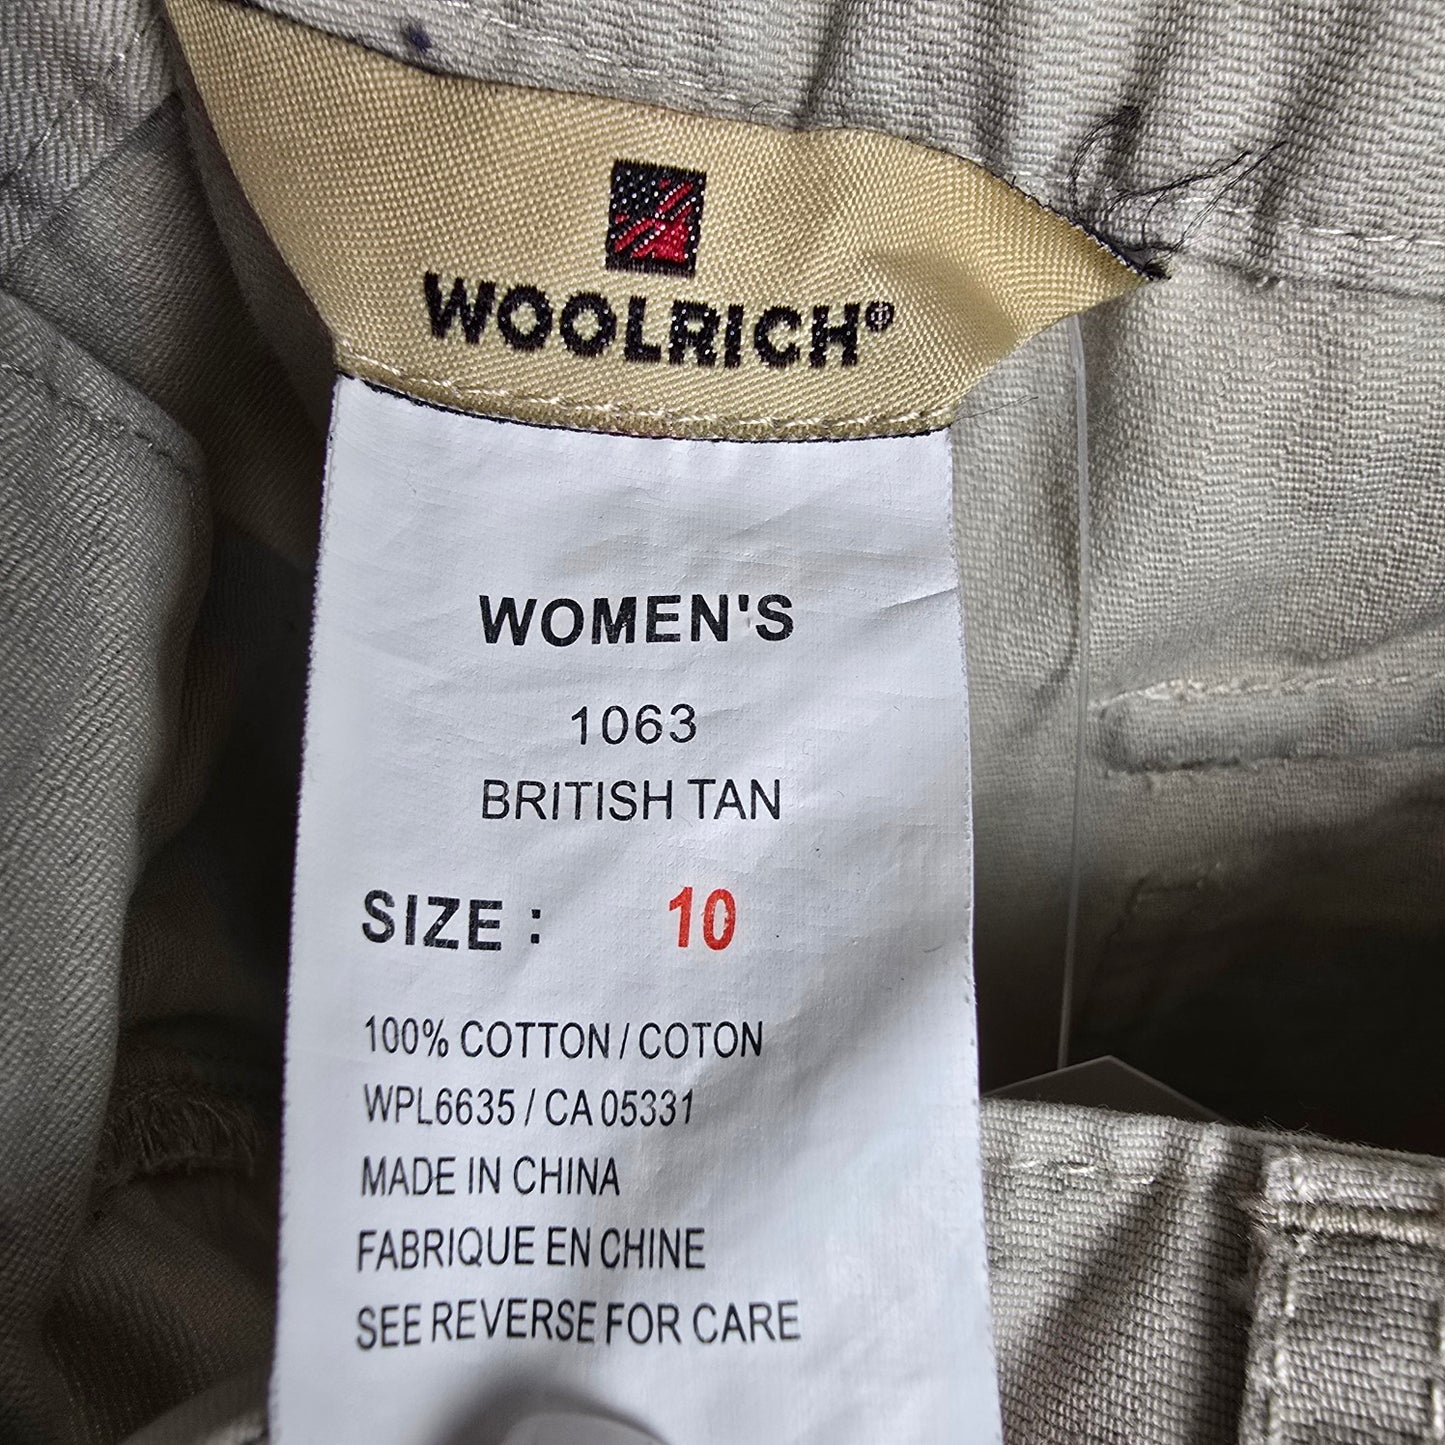 WOOLRICH®
WOMEN'S
1063
BRITISH TAN
SIZE : 10
100% COTTON / COTON
WPL6635 / CA 05331
MADE IN CHINA
FABRIQUE EN CHINE
SEE REVERSE FOR CARE